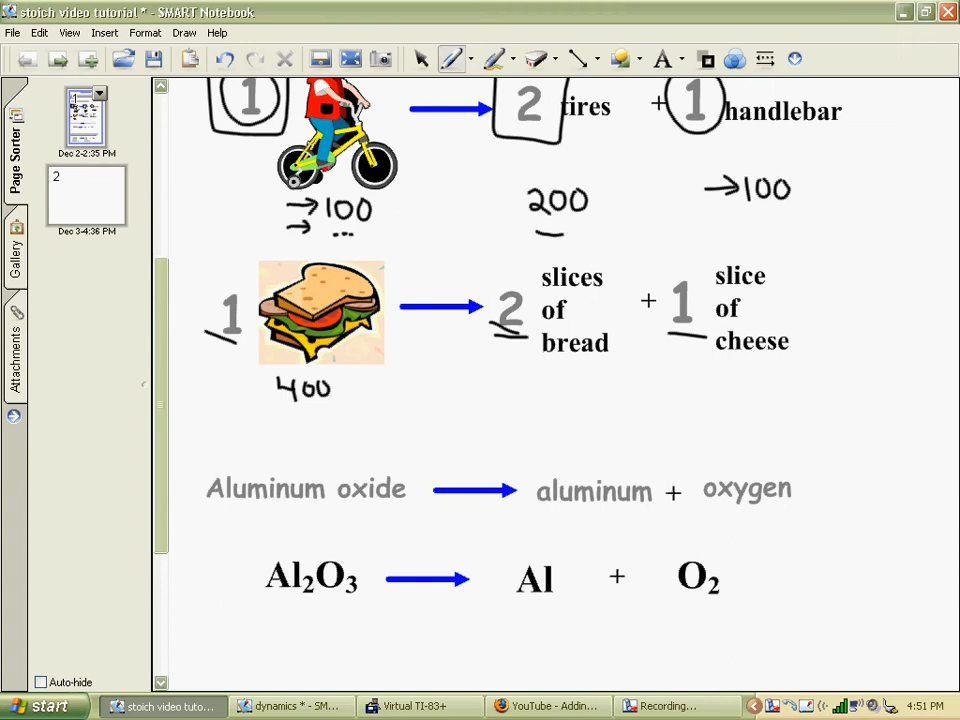 stoich video tutorial * - SMART Notebook
File Edit View Insert Format Draw Help
Page Sorter
Gallery
Attachments
1
Dec 2-2:35 PM
2
Dec 3-4:36 PM
1 → 2 tires + 1 handlebar
→100 200 →100
→
1 → 2 slices of bread + 1 slice of cheese
400
Aluminum oxide → aluminum + oxygen
Al₂O₃ → Al + O₂
Auto-hide
start stoich video tuto... dynamics * - SM... Virtual TI-83+ YouTube - Addin... Recording... 4:51 PM